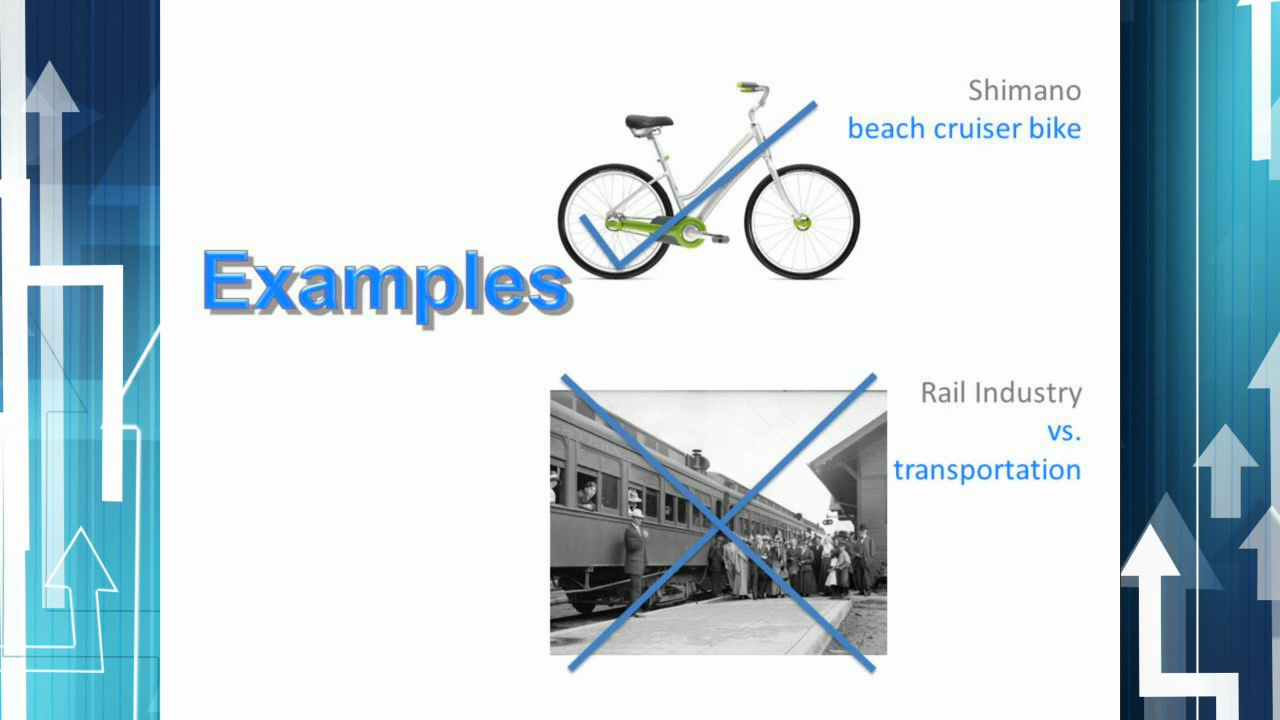 Shimano
beach cruiser bike
Examples
Rail Industry
vs.
transportation